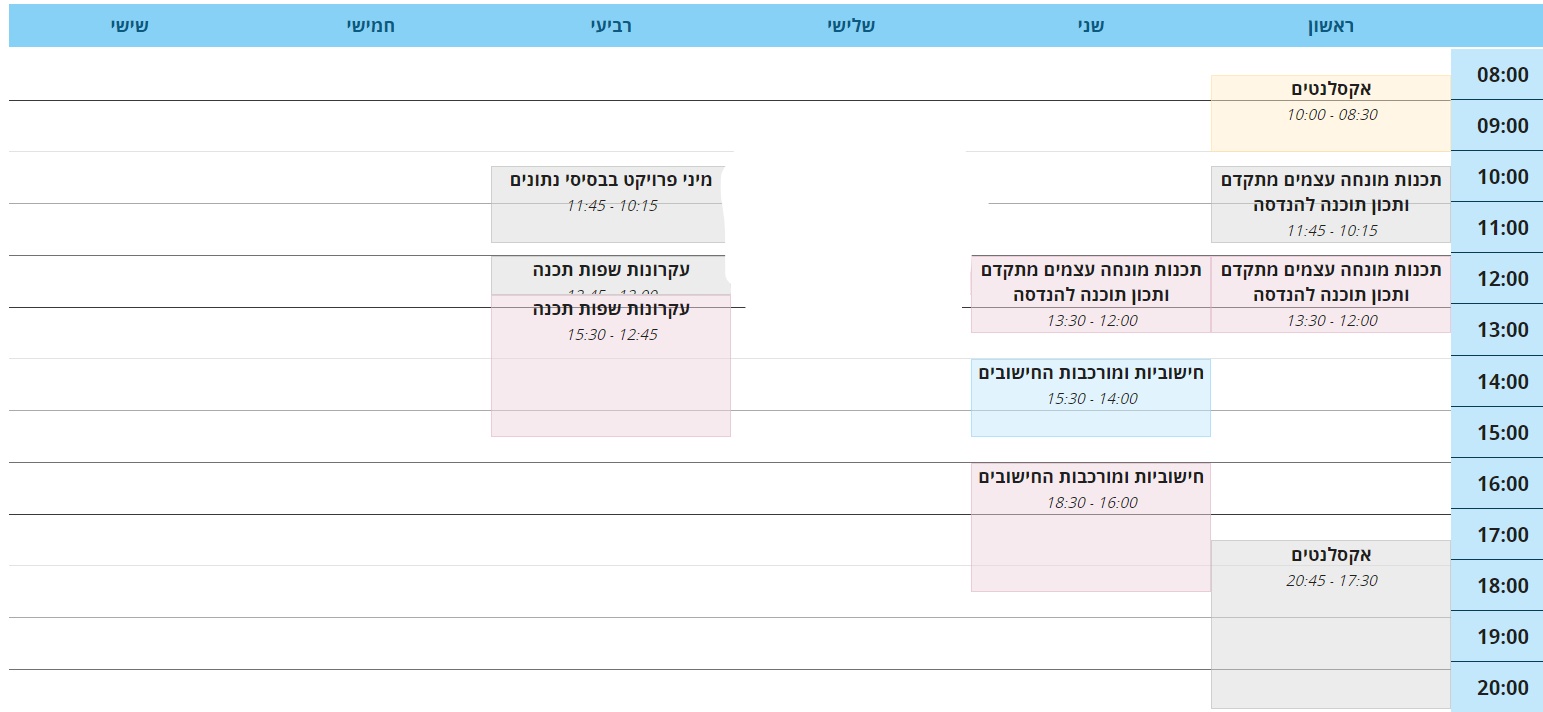 ראשון
שני
שלישי
רביעי
חמישי
שישי
08:00
09:00
10:00
11:00
12:00
13:00
14:00
15:00
16:00
17:00
18:00
19:00
20:00
אקסלנטים
10:00 - 08:30
תכנות מונחה עצמים מתקדם
ותכון תוכנה להנדסה
11:45 - 10:15
תכנות מונחה עצמים מתקדם
ותכון תוכנה להנדסה
13:30 - 12:00
אקסלנטים
20:45 - 17:30
תכנות מונחה עצמים מתקדם
ותכון תוכנה להנדסה
13:30 - 12:00
חישוביות ומורכבות החישובים
15:30 - 14:00
חישוביות ומורכבות החישובים
18:30 - 16:00
מיני פרויקט בבסיסי נתונים
11:45 - 10:15
עקרונות שפות תכנה
12:45 - 12:00
עקרונות שפות תכנה
15:30 - 12:45